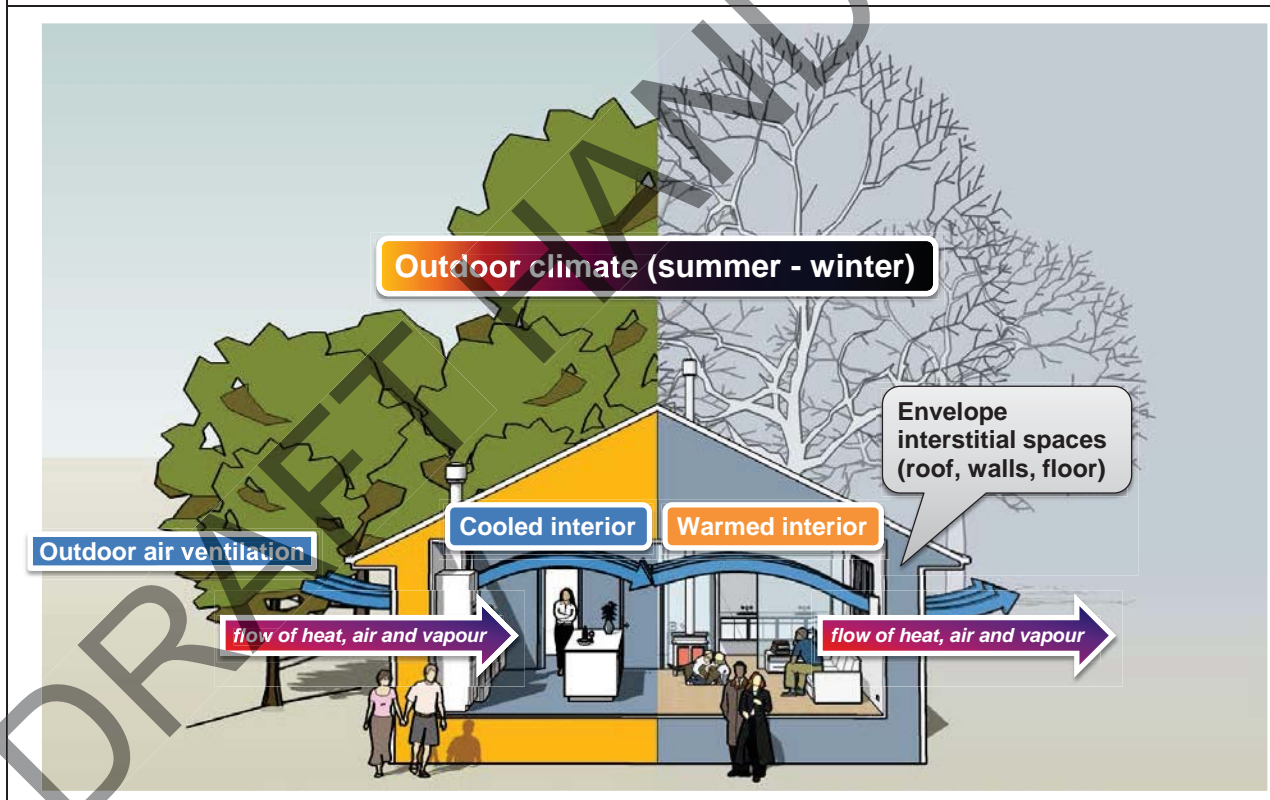 Outdoor climate (summer - winter)
Envelope
interstitial spaces
(roof, walls, floor)
Cooled interior
Warmed interior
Outdoor air ventilation
flow of heat, air and vapour
flow of heat, air and vapour
DRAFT HAND